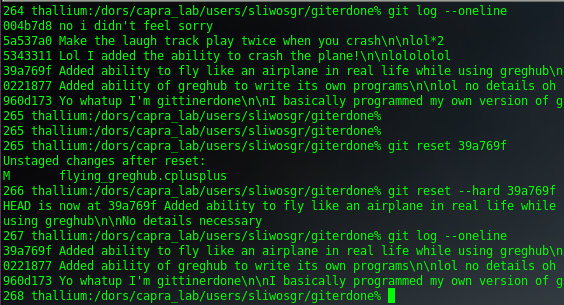 264 thallium:/dors/capra_lab/users/sliwosgr/giterdone% git log --oneline
004b7d8 no i didn't feel sorry
5a537a0 Make the laugh track play twice when you crash\n\nlol*2
5343311 Lol I added the ability to crash the plane!\n\nlolololol
39a769f Added ability to fly like an airplane in real life while using greghub\n
0221877 Added ability of greghub to write its own programs\n\nlol no details oh
960d173 Yo whatup I'm gittinerdone\n\nI basically programmed my own version of g
265 thallium:/dors/capra_lab/users/sliwosgr/giterdone%
265 thallium:/dors/capra_lab/users/sliwosgr/giterdone%
265 thallium:/dors/capra_lab/users/sliwosgr/giterdone% git reset 39a769f
Unstaged changes after reset:
M flying_greghub.cplusplus
266 thallium:/dors/capra_lab/users/sliwosgr/giterdone% git reset --hard 39a769f
HEAD is now at 39a769f Added ability to fly like an airplane in real life while
using greghub\n\nNo details necessary
267 thallium:/dors/capra_lab/users/sliwosgr/giterdone% git log --oneline
39a769f Added ability to fly like an airplane in real life while using greghub\n
0221877 Added ability of greghub to write its own programs\n\nlol no details oh
960d173 Yo whatup I'm gittinerdone\n\nI basically programmed my own version of g
268 thallium:/dors/capra_lab/users/sliwosgr/giterdone%